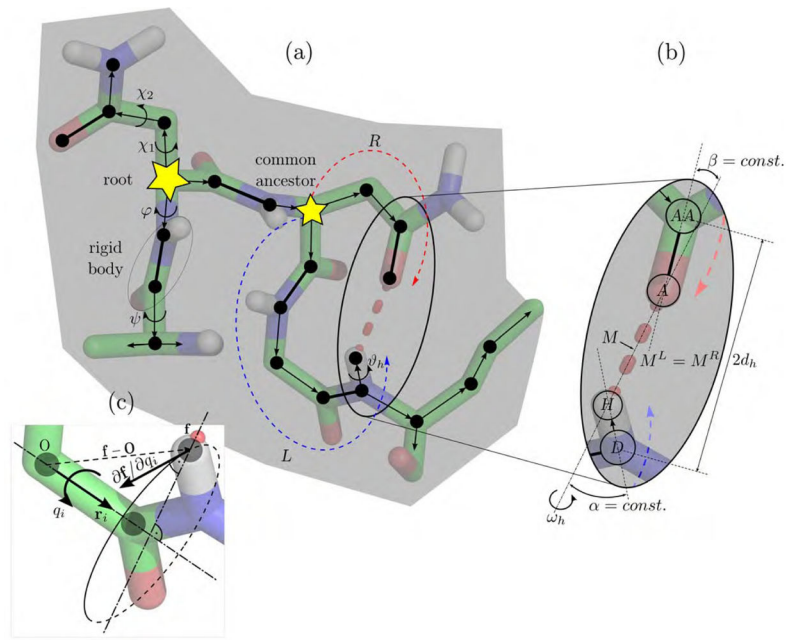 (a)
(b)
χ₂
χ₁
root
common
ancestor
R
β = const.
φ
rigid
body
ψ
AA
A
M
M^L = M^R
2d_h
ϑ_h
H
D
L
ω_h
α = const.
(c)
O
f − O
f
∂f/∂q_i
q_i
r_i